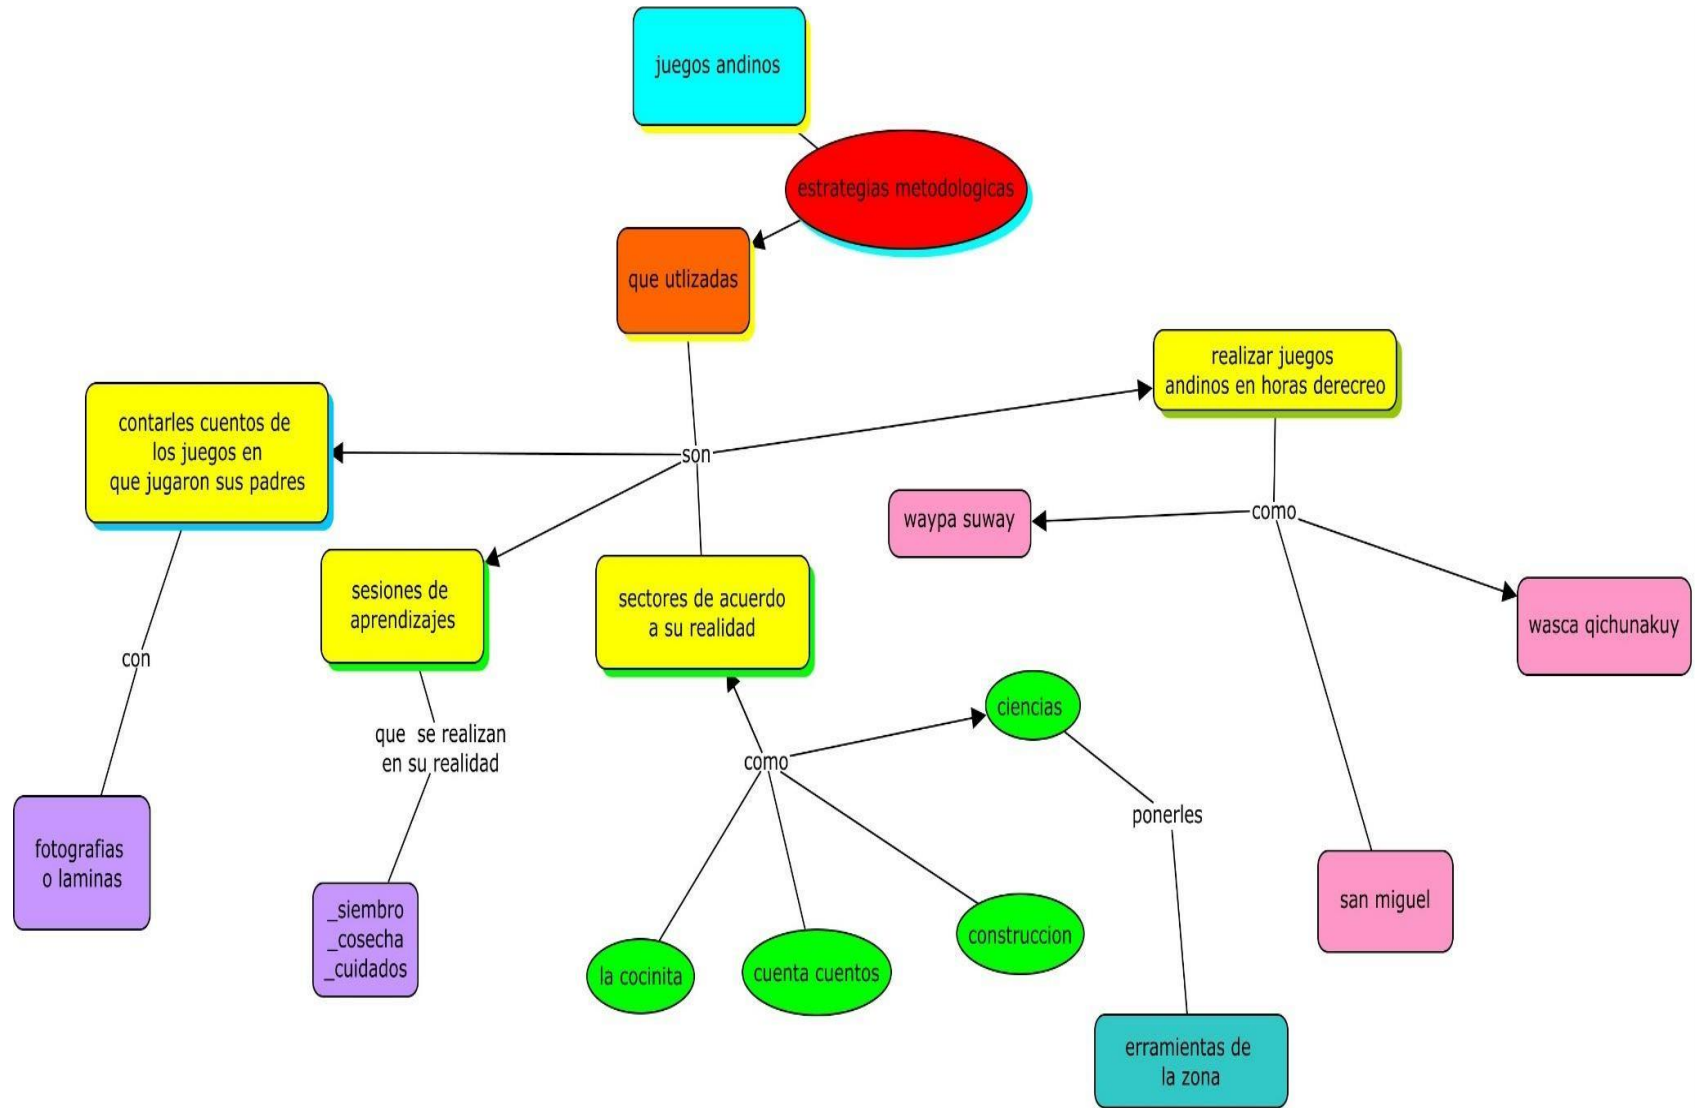 juegos andinos
estrategias metodologicas
que utlizadas
realizar juegos
andinos en horas derecreo
contarles cuentos de
los juegos en
que jugaron sus padres
son
waypa suway
como
sesiones de
aprendizajes
sectores de acuerdo
a su realidad
wasca qichunakuy
con
ciencias
que  se realizan
en su realidad
como
ponerles
fotografias
o laminas
san miguel
_siembro
_cosecha
_cuidados
construccion
la cocinita
cuenta cuentos
erramientas de
la zona